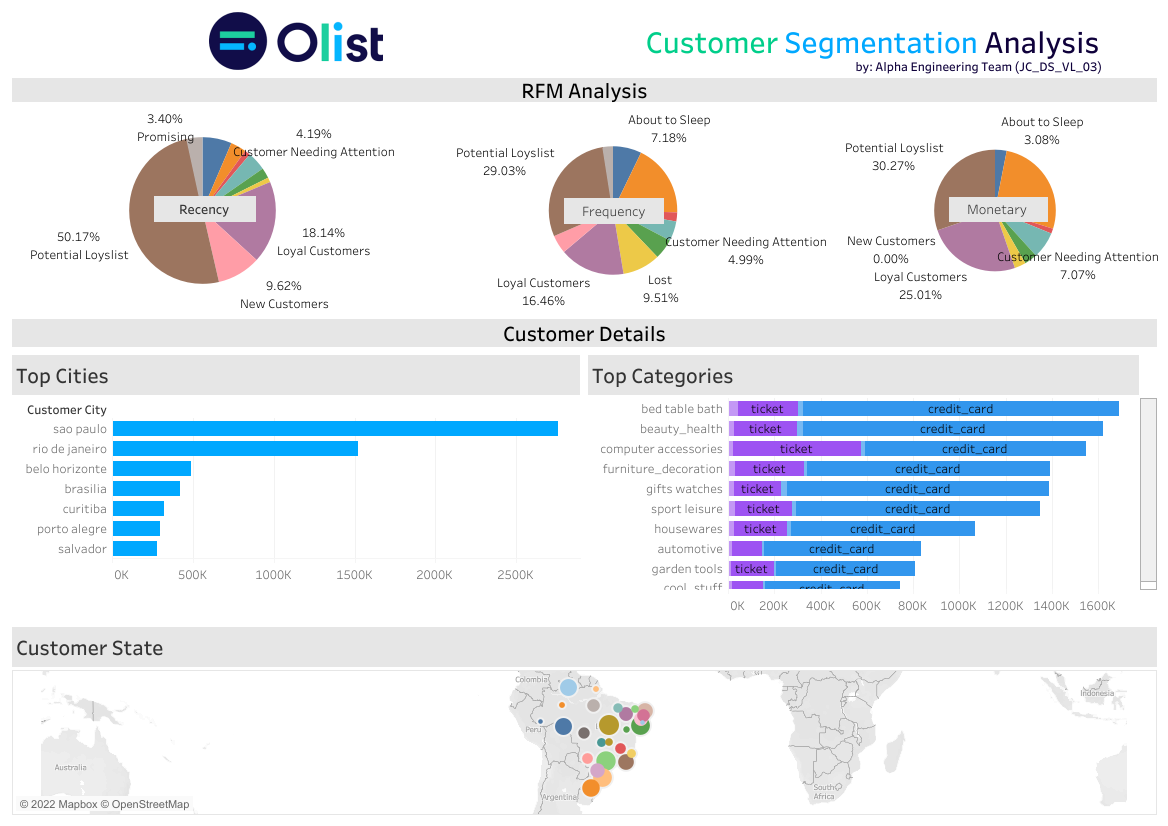 Olist
Customer Segmentation Analysis
by: Alpha Engineering Team (JC_DS_VL_03)
RFM Analysis
3.40%
Promising
4.19%
Customer Needing Attention
Recency
50.17%
Potential Loyslist
18.14%
Loyal Customers
9.62%
New Customers
About to Sleep
7.18%
Potential Loyslist
29.03%
Frequency
Customer Needing Attention
4.99%
Loyal Customers
16.46%
Lost
9.51%
About to Sleep
3.08%
Potential Loyslist
30.27%
Monetary
New Customers
0.00%
Customer Needing Attention
7.07%
Loyal Customers
25.01%
Customer Details
Top Cities
Customer City
sao paulo
rio de janeiro
belo horizonte
brasilia
curitiba
porto alegre
salvador
0K 500K 1000K 1500K 2000K 2500K
Top Categories
bed table bath ticket credit_card
beauty_health ticket credit_card
computer accessories ticket credit_card
furniture_decoration ticket credit_card
gifts watches ticket credit_card
sport leisure ticket credit_card
housewares ticket credit_card
automotive credit_card
garden tools ticket credit_card
cool_stuff credit_card
0K 200K 400K 600K 800K 1000K 1200K 1400K 1600K
Customer State
Colombia
Indonesia
Peru
Australia
South
Africa
Argentina
© 2022 Mapbox © OpenStreetMap